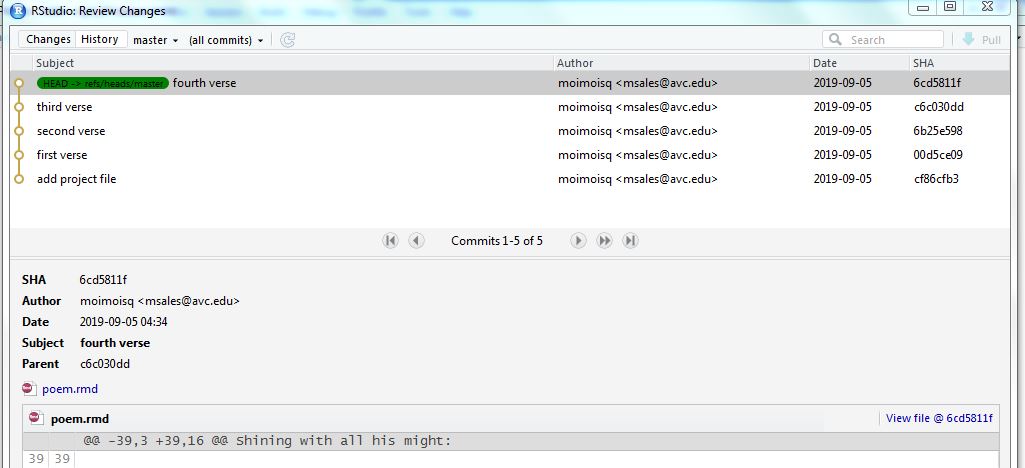 RStudio: Review Changes
Changes History master (all commits) Search Pull
Subject Author Date SHA
HEAD -> refs/heads/master fourth verse moimoisq <msales@avc.edu> 2019-09-05 6cd5811f
third verse moimoisq <msales@avc.edu> 2019-09-05 c6c030dd
second verse moimoisq <msales@avc.edu> 2019-09-05 6b25e598
first verse moimoisq <msales@avc.edu> 2019-09-05 00d5ce09
add project file moimoisq <msales@avc.edu> 2019-09-05 cf86cfb3
Commits 1-5 of 5
SHA 6cd5811f
Author moimoisq <msales@avc.edu>
Date 2019-09-05 04:34
Subject fourth verse
Parent c6c030dd
poem.rmd
poem.rmd View file @ 6cd5811f
@@ -39,3 +39,16 @@ Shining with all his might:
39 39